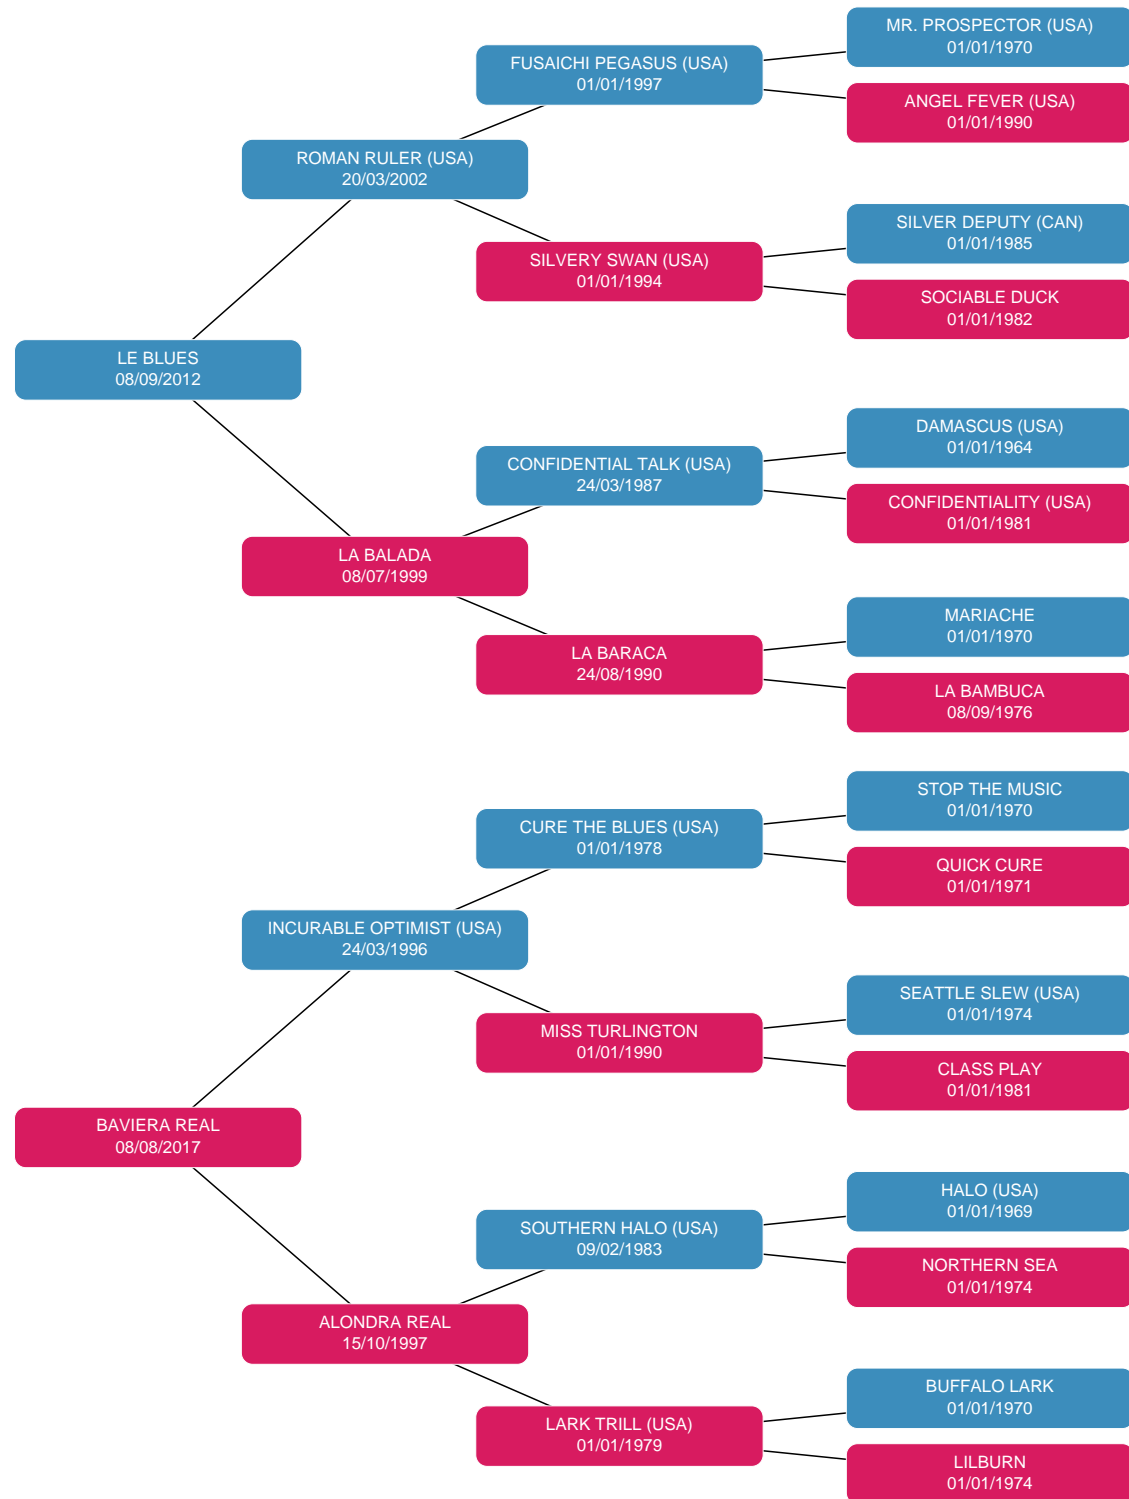 MR. PROSPECTOR (USA)
01/01/1970
FUSAICHI PEGASUS (USA)
01/01/1997
ANGEL FEVER (USA)
01/01/1990
ROMAN RULER (USA)
20/03/2002
SILVER DEPUTY (CAN)
01/01/1985
SILVERY SWAN (USA)
01/01/1994
SOCIABLE DUCK
01/01/1982
LE BLUES
08/09/2012
DAMASCUS (USA)
01/01/1964
CONFIDENTIAL TALK (USA)
24/03/1987
CONFIDENTIALITY (USA)
01/01/1981
LA BALADA
08/07/1999
MARIACHE
01/01/1970
LA BARACA
24/08/1990
LA BAMBUCA
08/09/1976
STOP THE MUSIC
01/01/1970
CURE THE BLUES (USA)
01/01/1978
QUICK CURE
01/01/1971
INCURABLE OPTIMIST (USA)
24/03/1996
SEATTLE SLEW (USA)
01/01/1974
MISS TURLINGTON
01/01/1990
CLASS PLAY
01/01/1981
BAVIERA REAL
08/08/2017
HALO (USA)
01/01/1969
SOUTHERN HALO (USA)
09/02/1983
NORTHERN SEA
01/01/1974
ALONDRA REAL
15/10/1997
BUFFALO LARK
01/01/1970
LARK TRILL (USA)
01/01/1979
LILBURN
01/01/1974